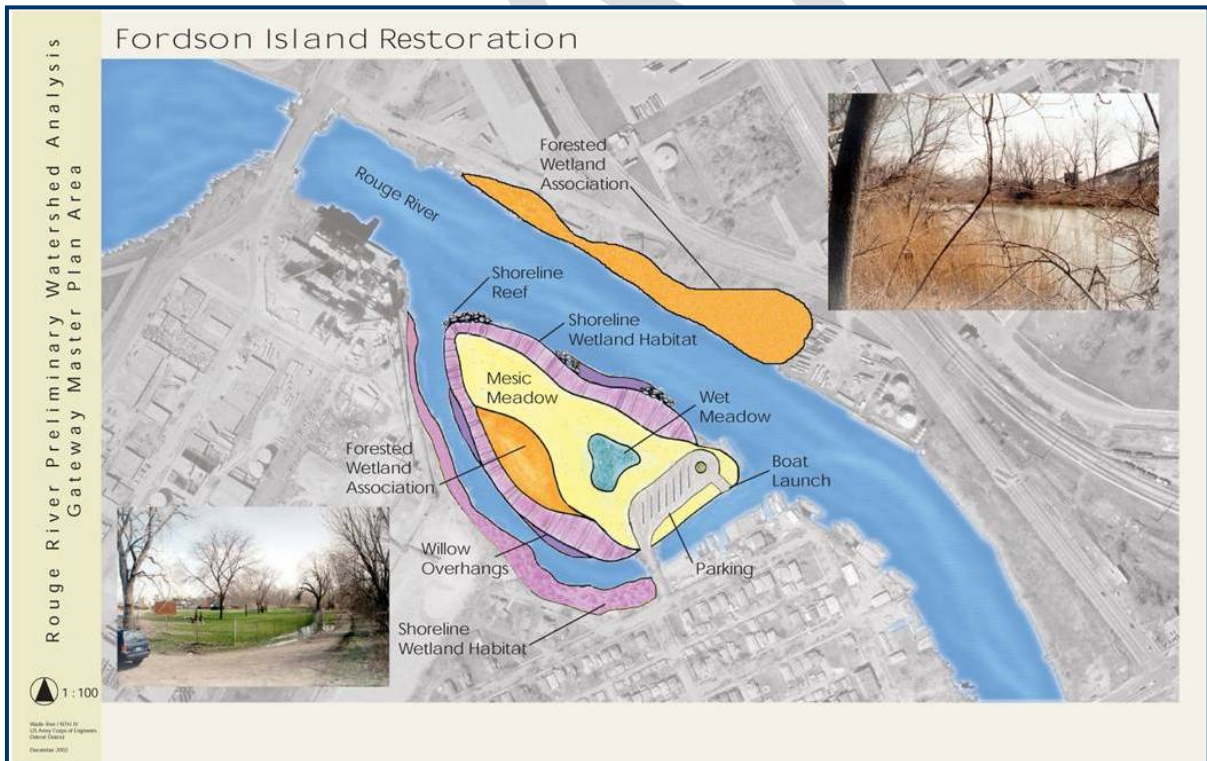 Fordson Island Restoration
Rouge River Preliminary Watershed Analysis
Gateway Master Plan Area
Forested
Wetland
Association
Rouge River
Shoreline
Reef
Shoreline
Wetland Habitat
Mesic
Meadow
Wet
Meadow
Forested
Wetland
Association
Boat
Launch
Willow
Overhangs
Parking
Shoreline
Wetland Habitat
1 : 100
US Army Corps of Engineers
Detroit District